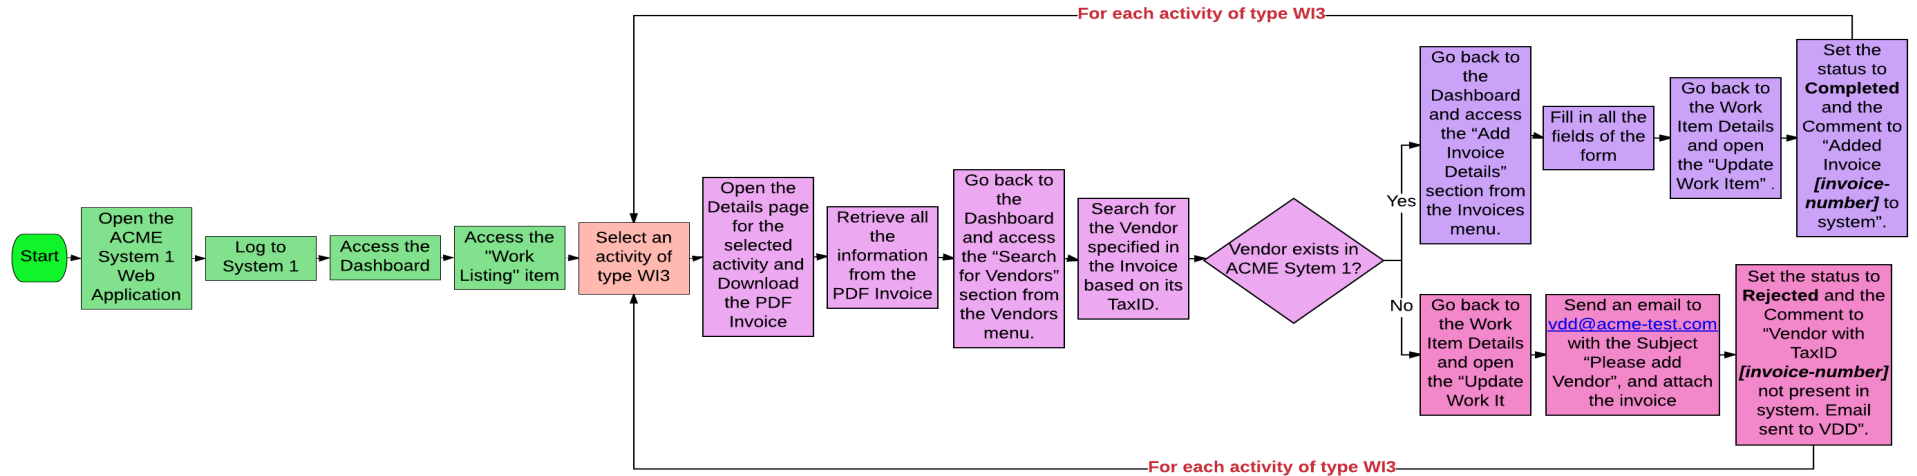 For each activity of type WI3
Start
Open the
ACME
System 1
Web
Application
Log to
System 1
Access the
Dashboard
Access the
"Work
Listing" item
Select an
activity of
type WI3
Open the
Details page
for the
selected
activity and
Download
the PDF
Invoice
Retrieve all
the
information
from the
PDF Invoice
Go back to
the
Dashboard
and access
the “Search
for Vendors”
section from
the Vendors
menu.
Search for
the Vendor
specified in
the Invoice
based on its
TaxID.
Vendor exists in
ACME Sytem 1?
Yes
Go back to
the
Dashboard
and access
the “Add
Invoice
Details”
section from
the Invoices
menu.
Fill in all the
fields of the
form
Go back to
the Work
Item Details
and open
the “Update
Work Item” .
Set the
status to
Completed
and the
Comment to
“Added
Invoice
[invoice-
number] to
system”.
No
Go back to
the Work
Item Details
and open
the “Update
Work It
Send an email to
vdd@acme-test.com
with the Subject
“Please add
Vendor”, and attach
the invoice
Set the status to
Rejected and the
Comment to
“Vendor with
TaxID
[invoice-number]
not present in
system. Email
sent to VDD”.
For each activity of type WI3